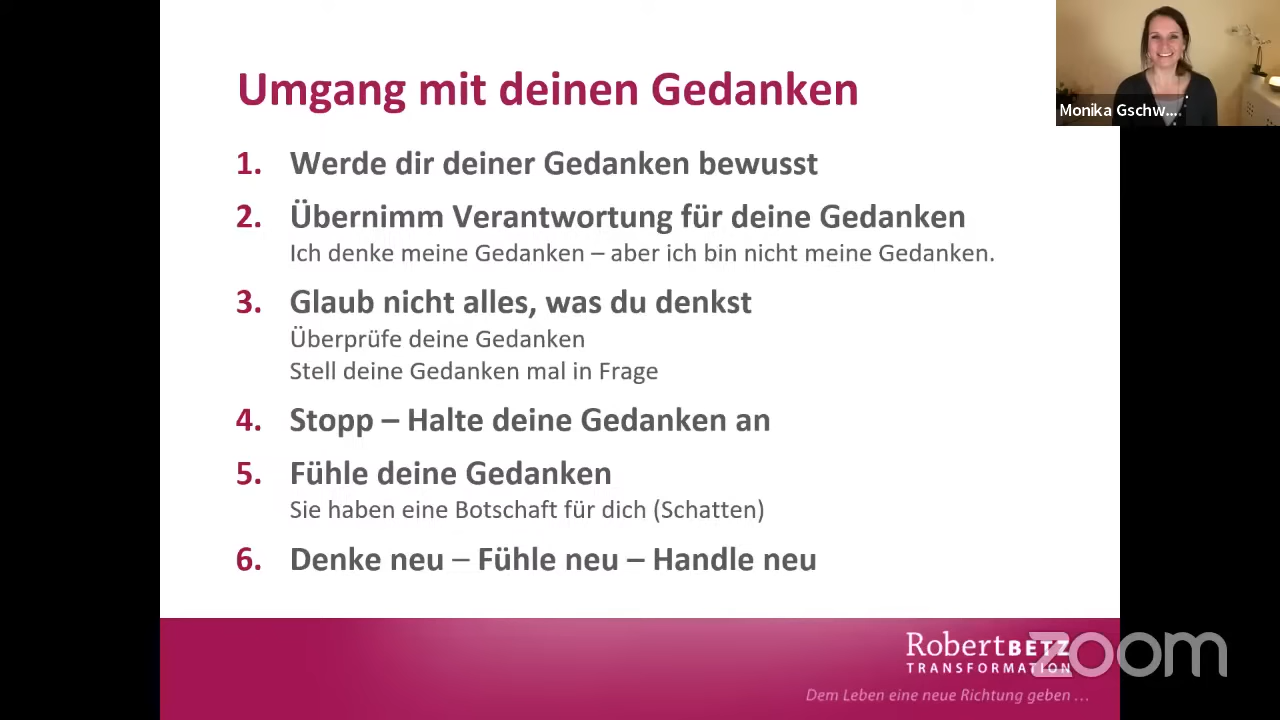 Umgang mit deinen Gedanken
1. Werde dir deiner Gedanken bewusst
2. Übernimm Verantwortung für deine Gedanken
Ich denke meine Gedanken – aber ich bin nicht meine Gedanken.
3. Glaub nicht alles, was du denkst
Überprüfe deine Gedanken
Stell deine Gedanken mal in Frage
4. Stopp – Halte deine Gedanken an
5. Fühle deine Gedanken
Sie haben eine Botschaft für dich (Schatten)
6. Denke neu – Fühle neu – Handle neu
Monika Gschw...
RobertBETZ
TRANSFORMATION
Dem Leben eine neue Richtung geben ...
zoom